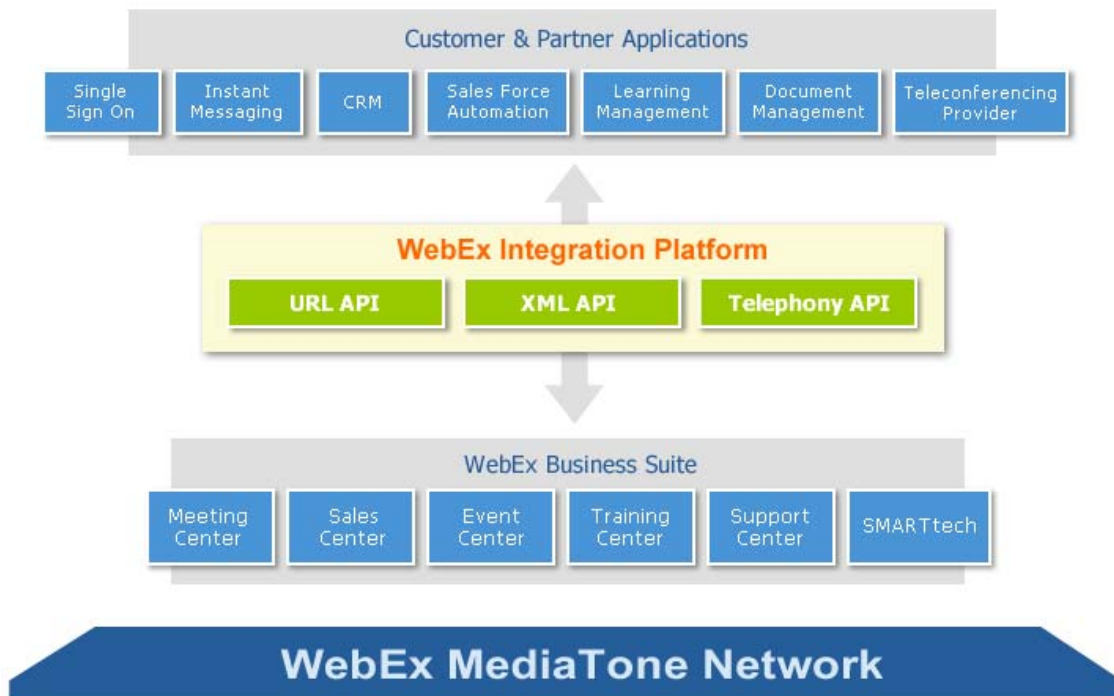 Customer & Partner Applications
Single
Sign On
Instant
Messaging
CRM
Sales Force
Automation
Learning
Management
Document
Management
Teleconferencing
Provider
WebEx Integration Platform
URL API
XML API
Telephony API
WebEx Business Suite
Meeting
Center
Sales
Center
Event
Center
Training
Center
Support
Center
SMARTtech
WebEx MediaTone Network